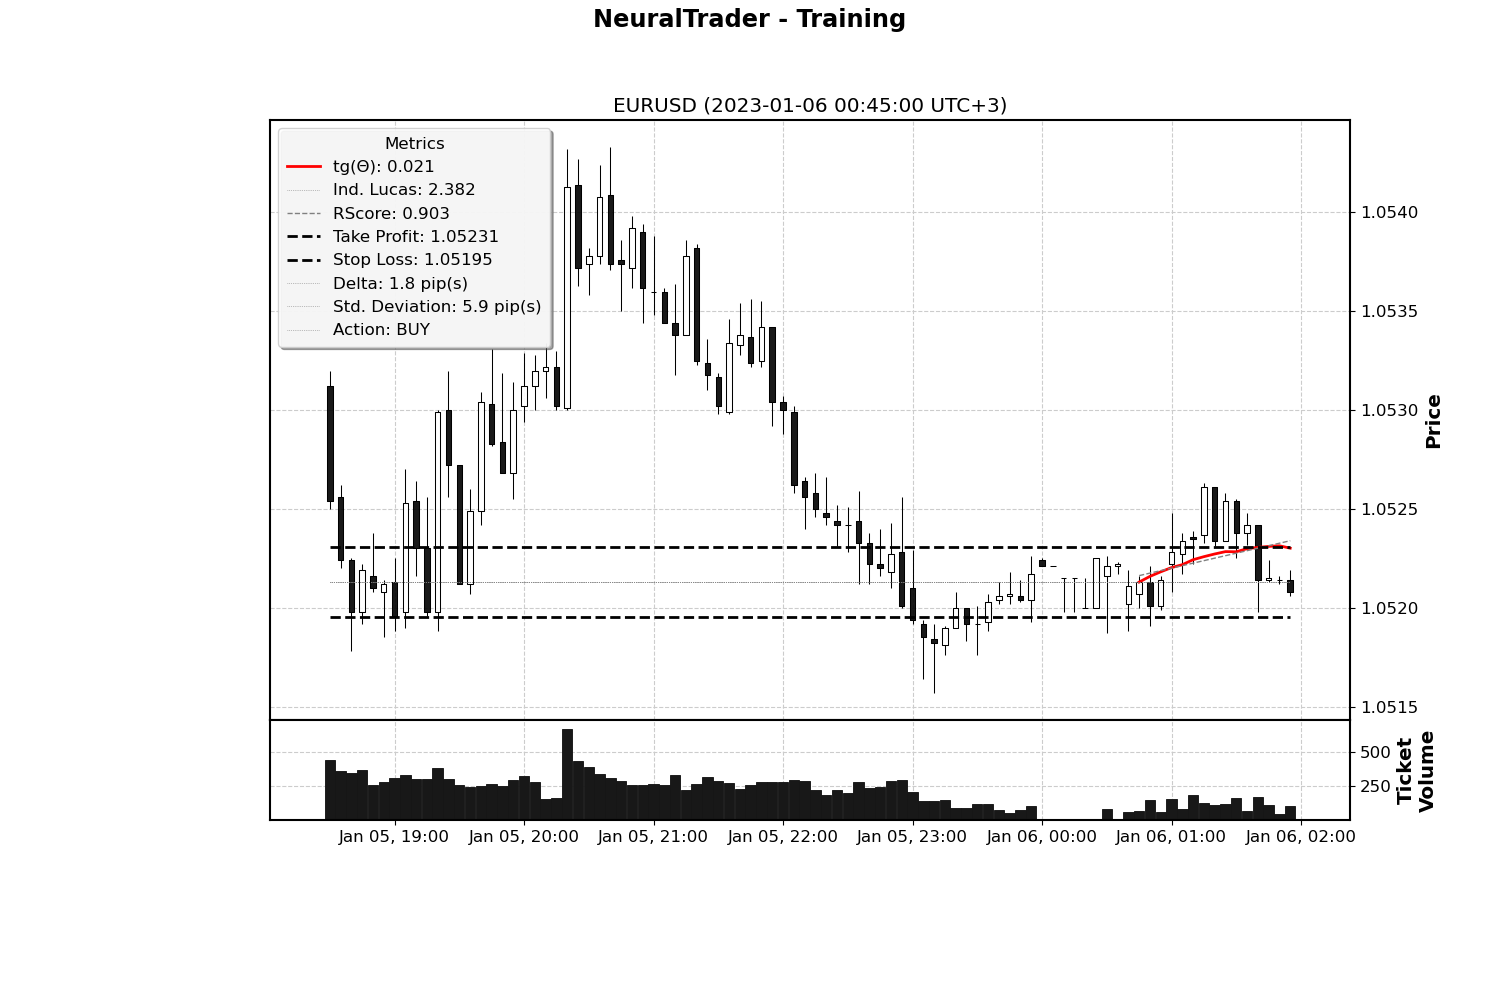 NeuralTrader - Training
EURUSD (2023-01-06 00:45:00 UTC+3)
Metrics
tg(Θ): 0.021
Ind. Lucas: 2.382
RScore: 0.903
Take Profit: 1.05231
Stop Loss: 1.05195
Delta: 1.8 pip(s)
Std. Deviation: 5.9 pip(s)
Action: BUY
1.0540
1.0535
1.0530
1.0525
1.0520
1.0515
Price
500
250
Ticket
Volume
Jan 05, 19:00
Jan 05, 20:00
Jan 05, 21:00
Jan 05, 22:00
Jan 05, 23:00
Jan 06, 00:00
Jan 06, 01:00
Jan 06, 02:00